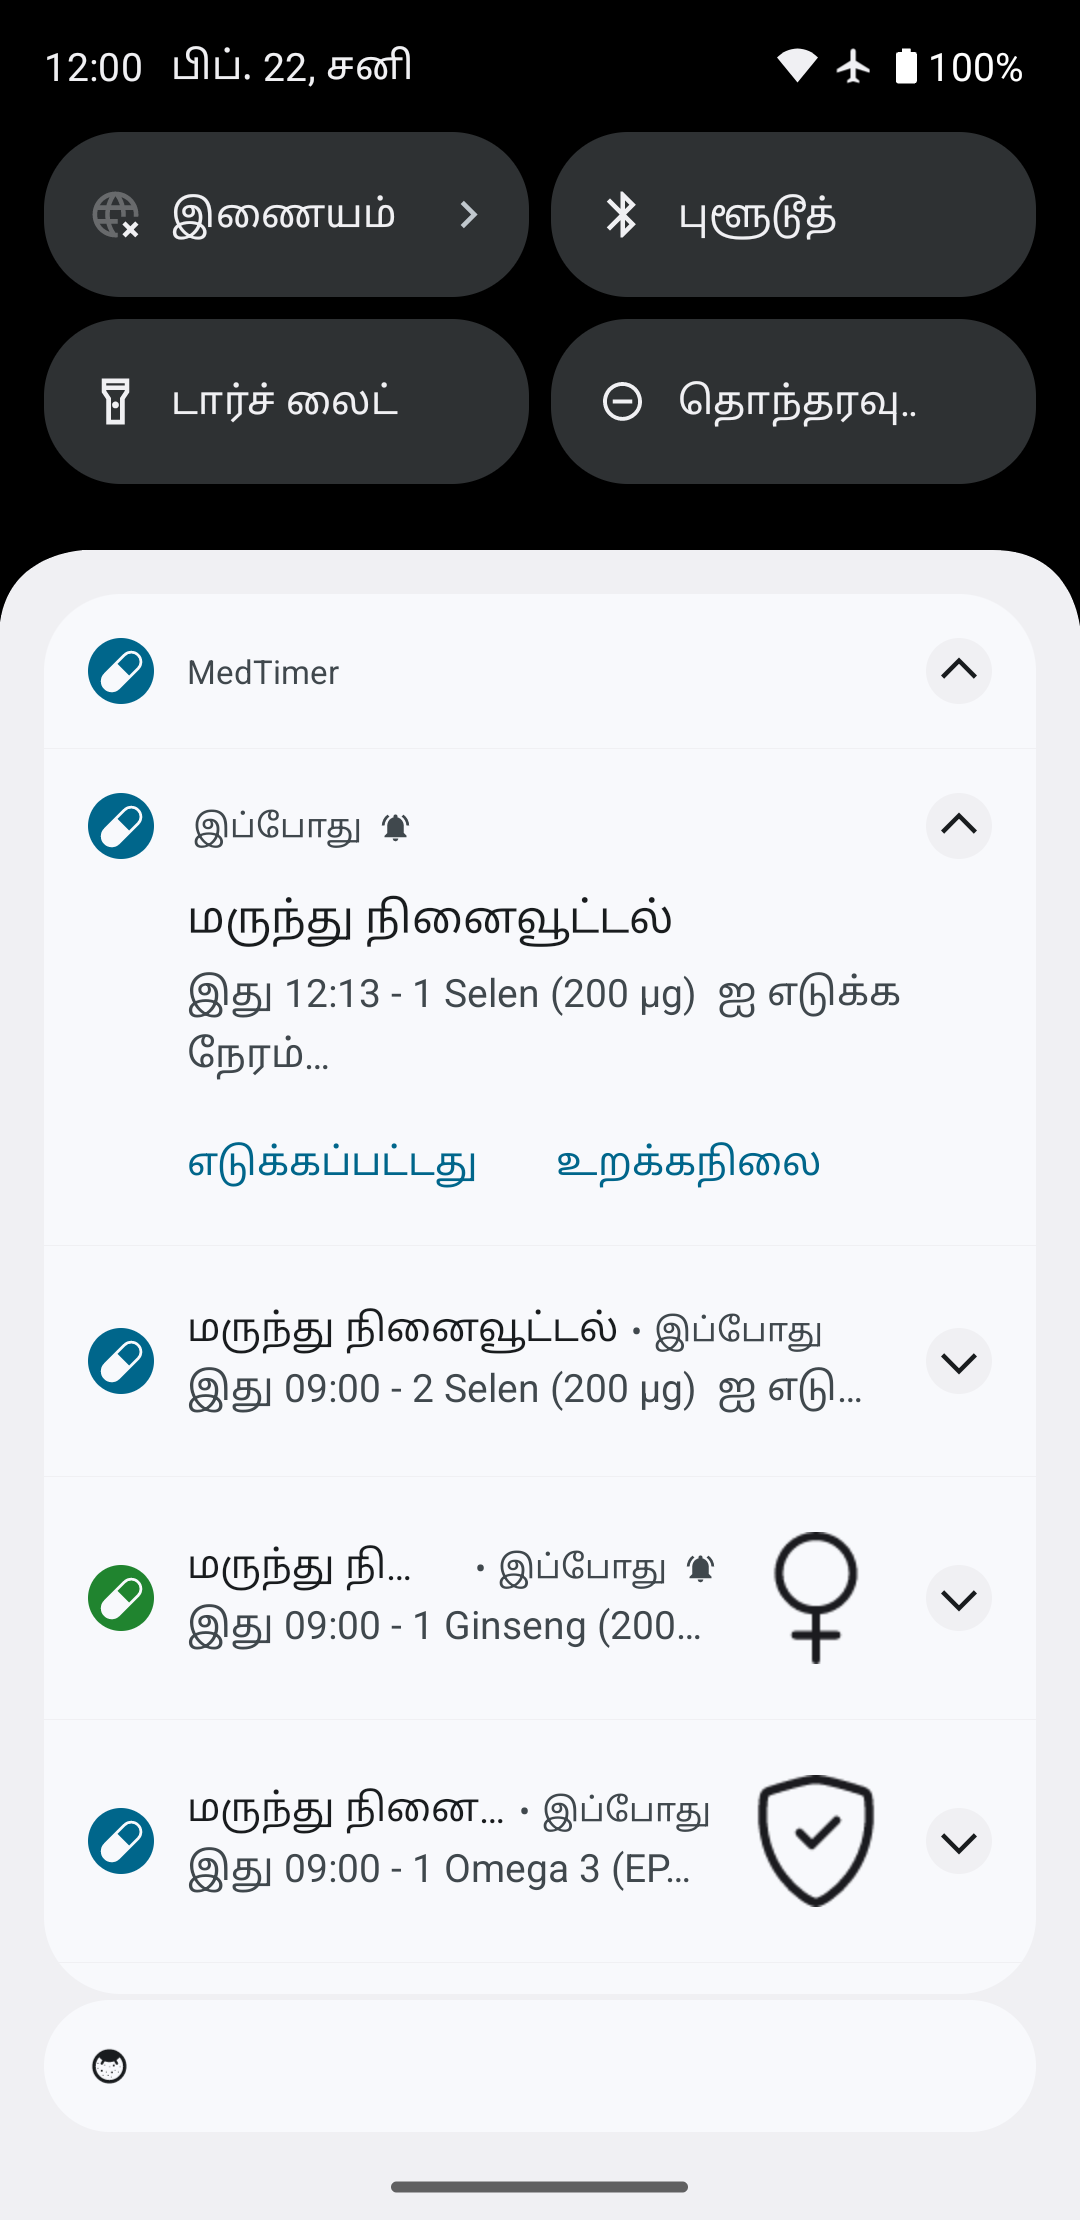 12:00 பிப். 22, சனி 100%
இணையம்
புளூடூத்
டார்ச் லைட்
தொந்தரவு..
MedTimer
இப்போது
மருந்து நினைவூட்டல்
இது 12:13 - 1 Selen (200 µg) ஐ எடுக்க
நேரம்...
எடுக்கப்பட்டது உறக்கநிலை
மருந்து நினைவூட்டல் • இப்போது
இது 09:00 - 2 Selen (200 µg) ஐ எடு...
மருந்து நி... • இப்போது
இது 09:00 - 1 Ginseng (200...
மருந்து நினை... • இப்போது
இது 09:00 - 1 Omega 3 (EP...